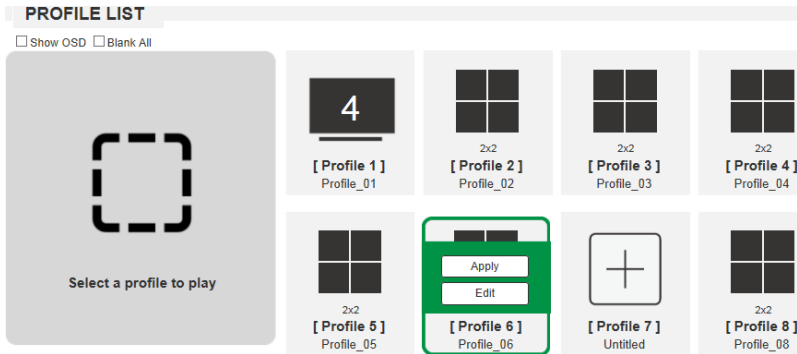 PROFILE LIST
Show OSD Blank All
Select a profile to play
4
[ Profile 1 ]
Profile_01
2x2
[ Profile 2 ]
Profile_02
2x2
[ Profile 3 ]
Profile_03
2x2
[ Profile 4 ]
Profile_04
2x2
[ Profile 5 ]
Profile_05
Apply
Edit
[ Profile 6 ]
Profile_06
[ Profile 7 ]
Untitled
2x2
[ Profile 8 ]
Profile_08